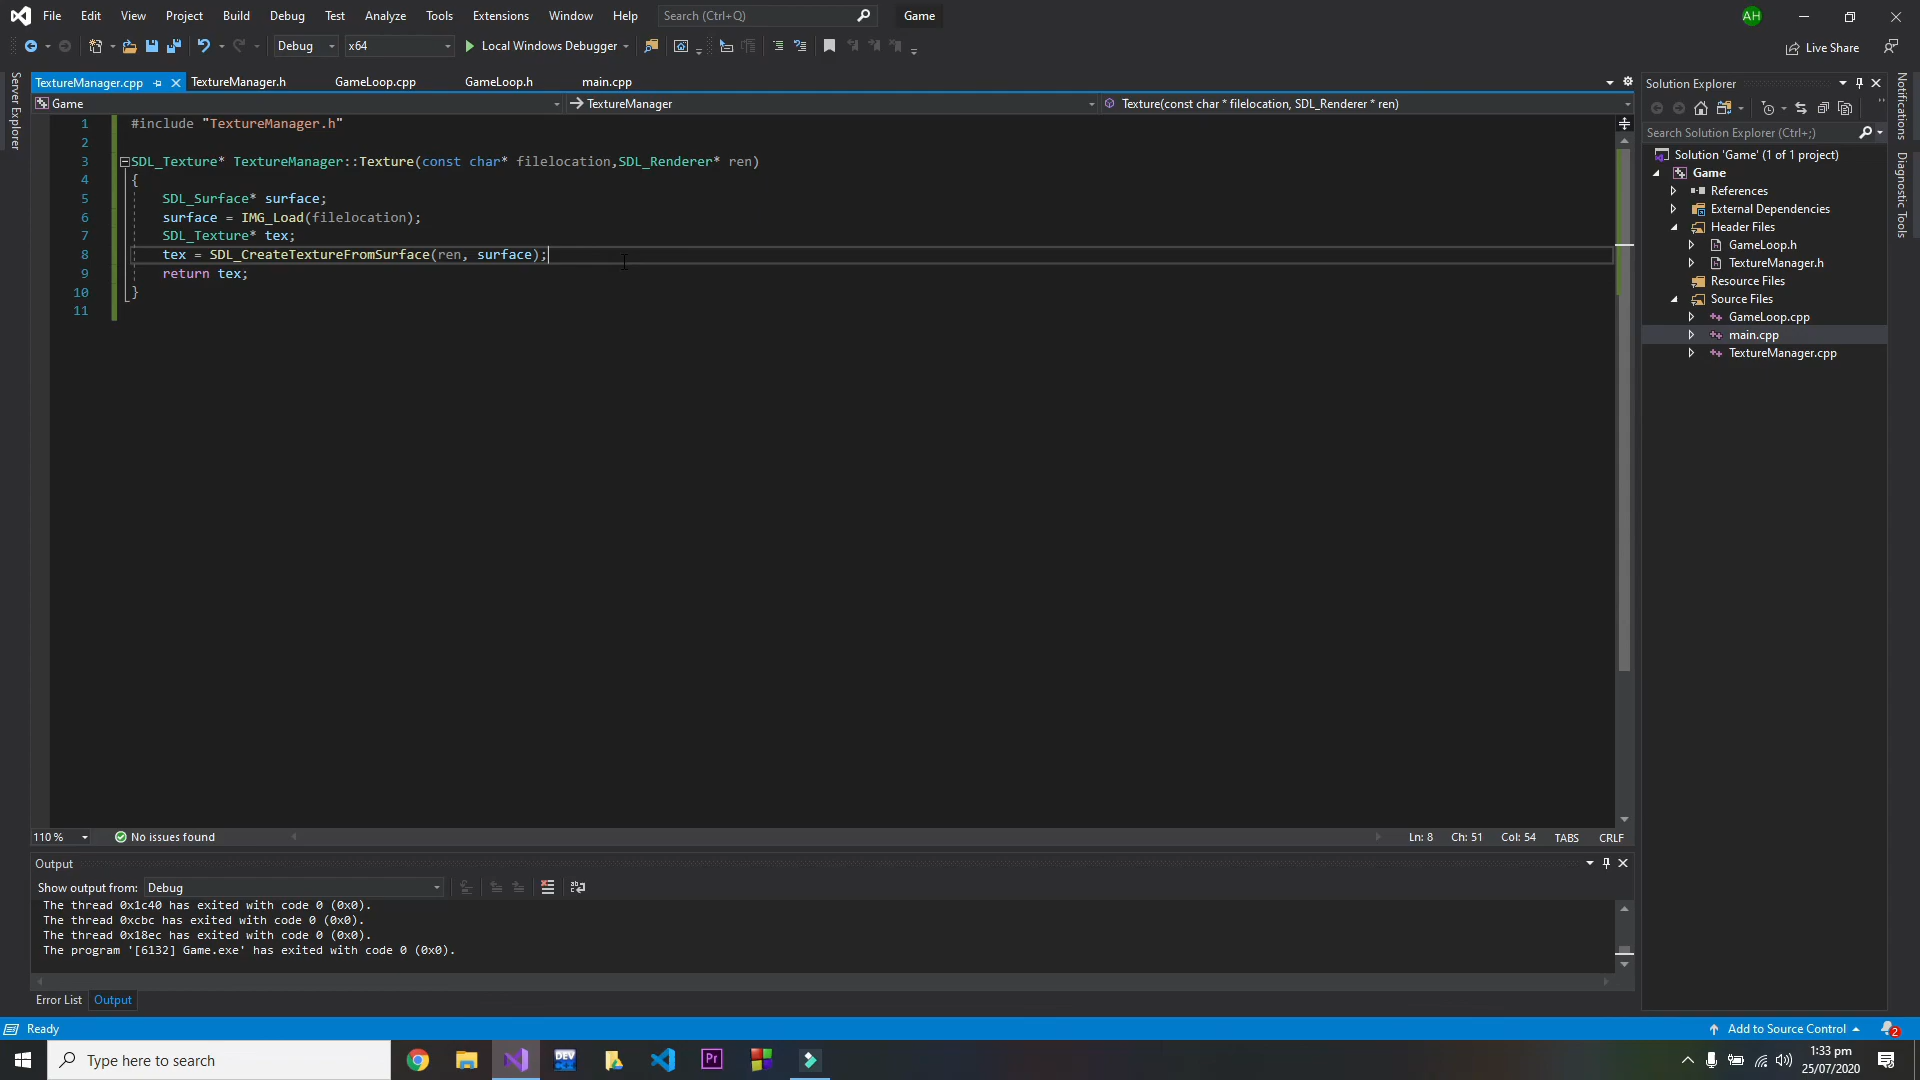 File Edit View Project Build Debug Test Analyze Tools Extensions Window Help Search (Ctrl+Q) Game AH
Debug x64 Local Windows Debugger Live Share
Server Explorer
TextureManager.cpp TextureManager.h GameLoop.cpp GameLoop.h main.cpp
Game TextureManager Texture(const char * filelocation, SDL_Renderer * ren)
1 #include "TextureManager.h"
2
3 SDL_Texture* TextureManager::Texture(const char* filelocation,SDL_Renderer* ren)
4 {
5 SDL_Surface* surface;
6 surface = IMG_Load(filelocation);
7 SDL_Texture* tex;
8 tex = SDL_CreateTextureFromSurface(ren, surface);
9 return tex;
10 }
11
110 % No issues found Ln: 8 Ch: 51 Col: 54 TABS CRLF
Output
Show output from: Debug
The thread 0x1c40 has exited with code 0 (0x0).
The thread 0xcbc has exited with code 0 (0x0).
The thread 0x18ec has exited with code 0 (0x0).
The program '[6132] Game.exe' has exited with code 0 (0x0).
Error List Output
Solution Explorer
Search Solution Explorer (Ctrl+;)
Solution 'Game' (1 of 1 project)
Game
References
External Dependencies
Header Files
GameLoop.h
TextureManager.h
Resource Files
Source Files
GameLoop.cpp
main.cpp
TextureManager.cpp
Notifications
Diagnostic Tools
Ready Add to Source Control 2
Type here to search DEV Pr 1:33 pm
25/07/2020